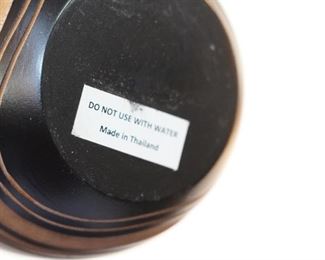 DO NOT USE WITH WATER
Made in Thailand